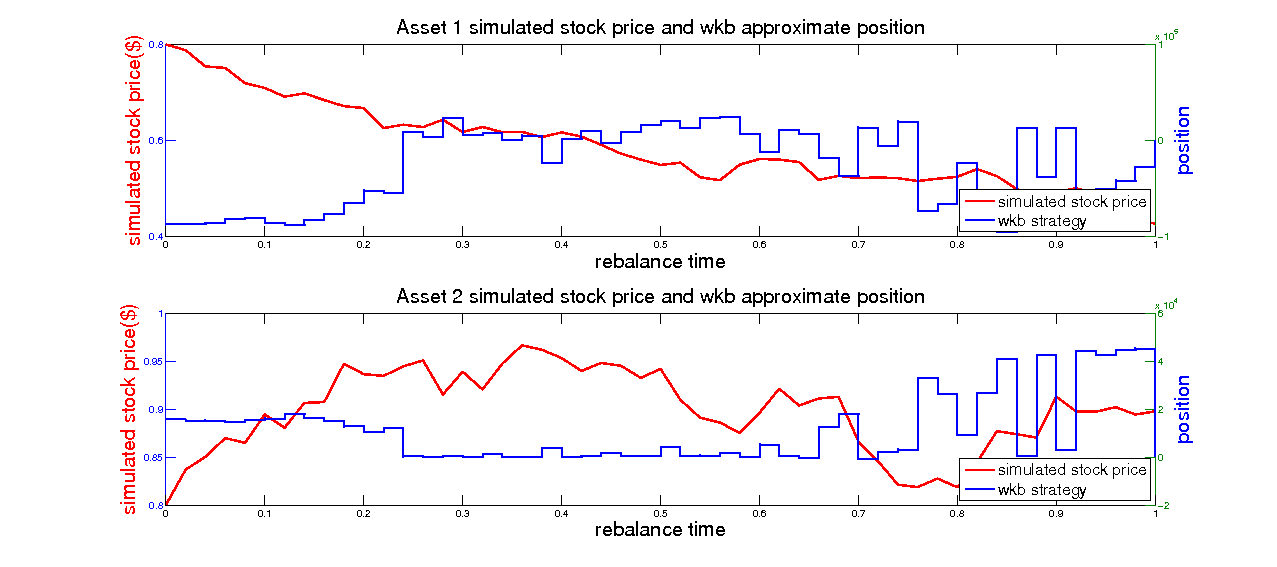 Asset 1 simulated stock price and wkb approximate position
simulated stock price($)
0.8
0.6
0.4
x 10^5
1
0
-1
position
0 0.1 0.2 0.3 0.4 0.5 0.6 0.7 0.8 0.9 1
rebalance time
simulated stock price
wkb strategy
Asset 2 simulated stock price and wkb approximate position
simulated stock price($)
1
0.95
0.9
0.85
0.8
x 10^4
6
4
2
0
-2
position
0 0.1 0.2 0.3 0.4 0.5 0.6 0.7 0.8 0.9 1
rebalance time
simulated stock price
wkb strategy